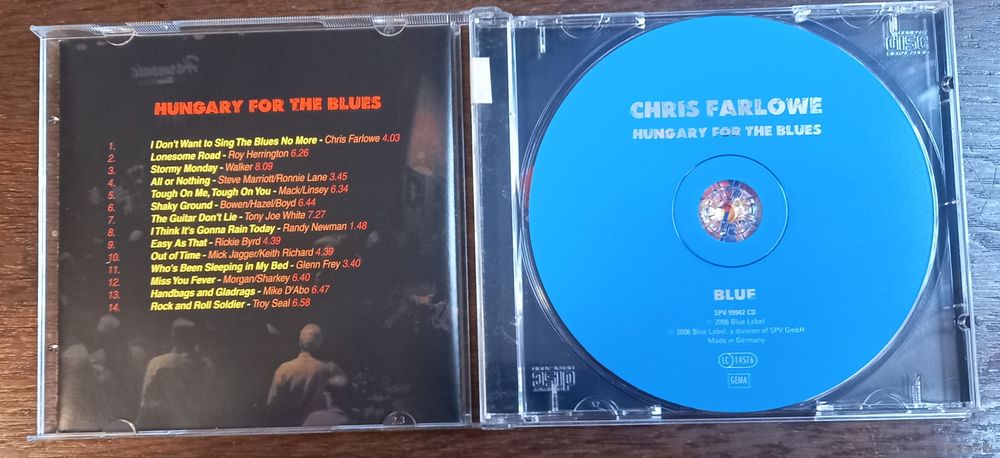 Harmonie
HUNGARY FOR THE BLUES
1. I Don't Want to Sing The Blues No More - Chris Farlowe 4.03
2. Lonesome Road - Roy Herrington 6.26
3. Stormy Monday - Walker 8.09
4. All or Nothing - Steve Marriott/Ronnie Lane 3.45
5. Tough On Me, Tough On You - Mack/Linsey 6.34
6. Shaky Ground - Bowen/Hazel/Boyd 6.44
7. The Guitar Don't Lie - Tony Joe White 7.27
8. I Think It's Gonna Rain Today - Randy Newman 1.48
9. Easy As That - Rickie Byrd 4.39
10. Out of Time - Mick Jagger/Keith Richard 4.39
11. Who's Been Sleeping in My Bed - Glenn Frey 3.40
12. Miss You Fever - Morgan/Sharkey 6.40
13. Handbags and Gladrags - Mike D'Abo 6.47
14. Rock and Roll Soldier - Troy Seal 6.58
CHRIS FARLOWE
HUNGARY FOR THE BLUES
BLUE
SPV 99942 CD
℗ 2006 Blue Label
© 2006 Blue Label, a division of SPV GmbH
Made in Germany
LC 14576
GEMA
disc